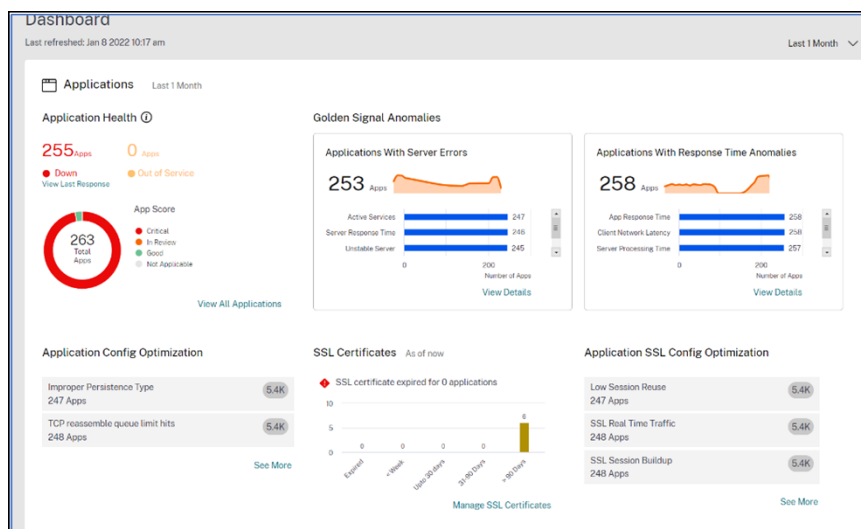 Dashboard
Last refreshed: Jan 8 2022 10:17 am
Last 1 Month
Applications Last 1 Month
Application Health
255 Apps 0 Apps
Down Out of Service
View Last Response
App Score
263
Total
Apps
Critical
In Review
Good
Not Applicable
View All Applications
Golden Signal Anomalies
Applications With Server Errors
253 Apps
Active Services 247
Server Response Time 246
Unstable Server 245
0 200
Number of Apps
View Details
Applications With Response Time Anomalies
258 Apps
App Response Time 258
Client Network Latency 258
Server Processing Time 257
0 200
Number of Apps
View Details
Application Config Optimization
Improper Persistence Type
247 Apps
5.4K
TCP reassemble queue limit hits
248 Apps
5.4K
See More
SSL Certificates As of now
SSL certificate expired for 0 applications
10
5
0
0 0 0 0 6
Expired
< Week
Upto 30 days
31-90 Days
> 90 Days
Manage SSL Certificates
Application SSL Config Optimization
Low Session Reuse
247 Apps
5.4K
SSL Real Time Traffic
248 Apps
5.4K
SSL Session Buildup
248 Apps
5.4K
See More